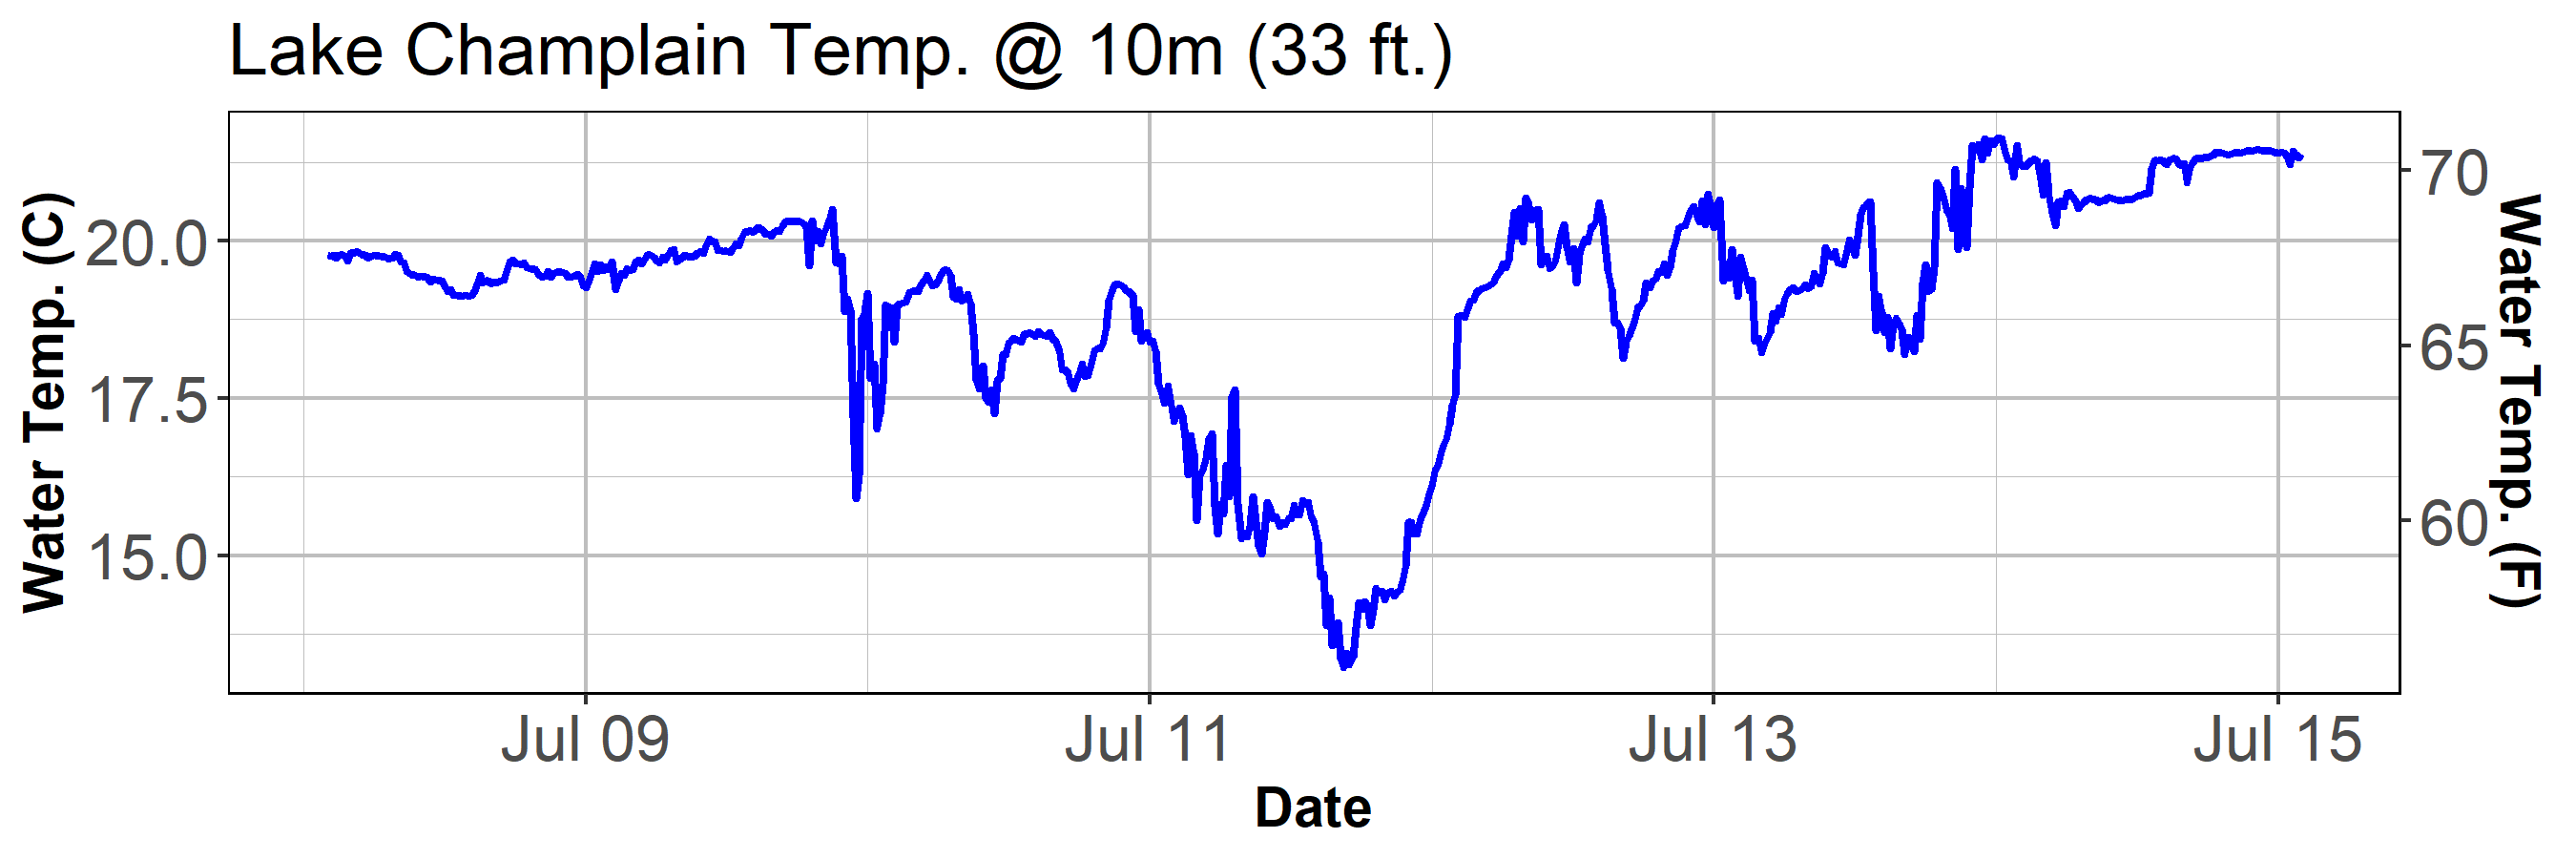 Lake Champlain Temp. @ 10m (33 ft.)
Water Temp. (C)
20.0
17.5
15.0
70
65
60
Water Temp. (F)
Jul 09
Jul 11
Jul 13
Jul 15
Date